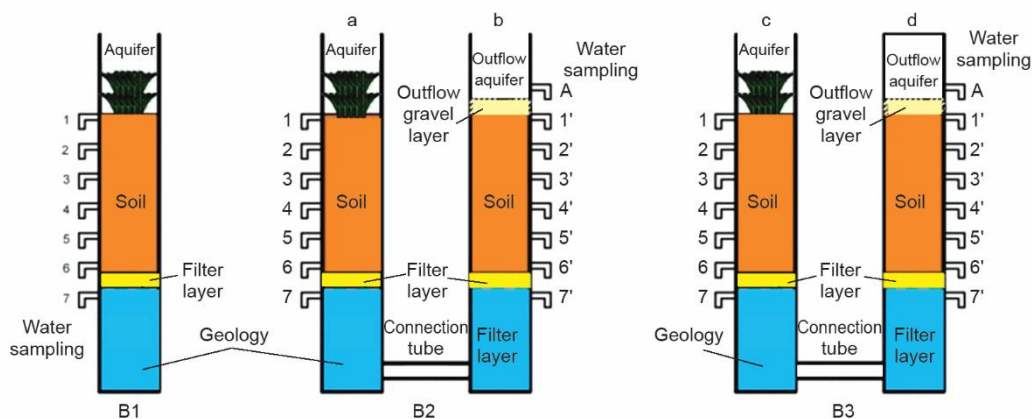 a
b
c
d
Aquifer
Aquifer
Outflow
aquifer
Water
sampling
Outflow
gravel
layer
A
Aquifer
Outflow
aquifer
Water
sampling
Outflow
gravel
layer
A
1
2
3
4
5
6
7
Soil
Filter
layer
Water
sampling
Geology
B1
1
2
3
4
5
6
7
Soil
Filter
layer
Soil
1'
2'
3'
4'
5'
6'
7'
Connection
tube
Filter
layer
B2
1
2
3
4
5
6
7
Soil
Filter
layer
Soil
1'
2'
3'
4'
5'
6'
7'
Geology
Connection
tube
Filter
layer
B3